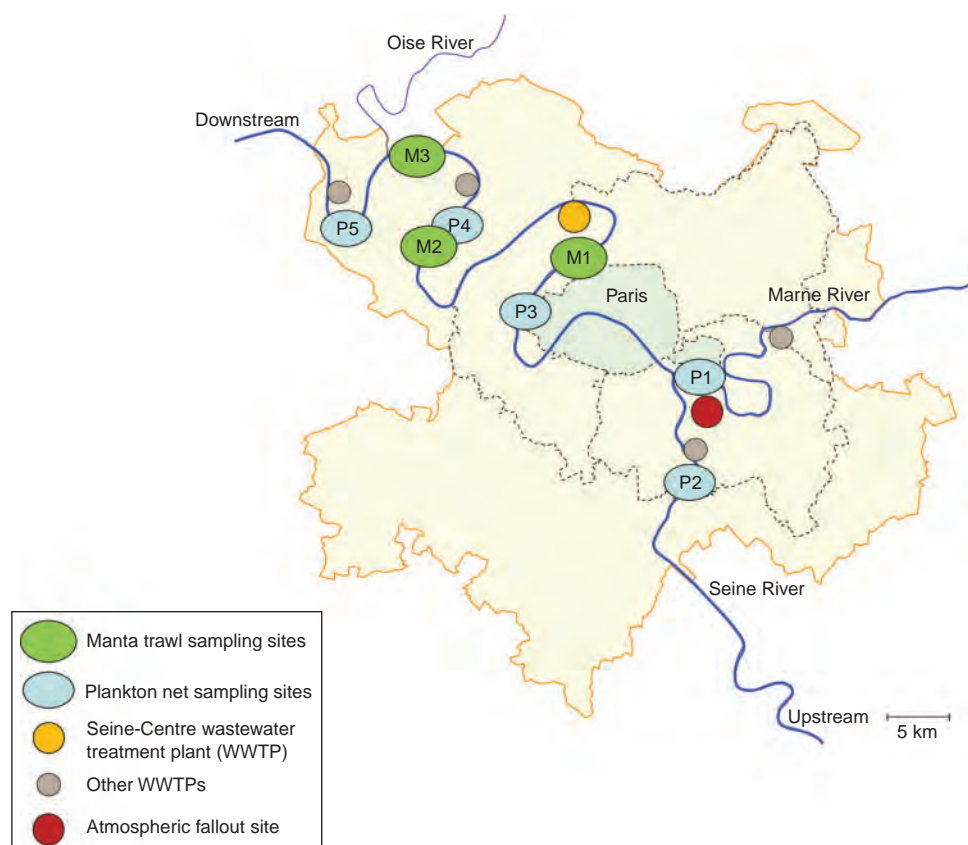 Oise River
Downstream
M3
P5
P4
M2
M1
Paris
Marne River
P3
P1
P2
Seine River
Upstream
5 km
Manta trawl sampling sites
Plankton net sampling sites
Seine-Centre wastewater
treatment plant (WWTP)
Other WWTPs
Atmospheric fallout site